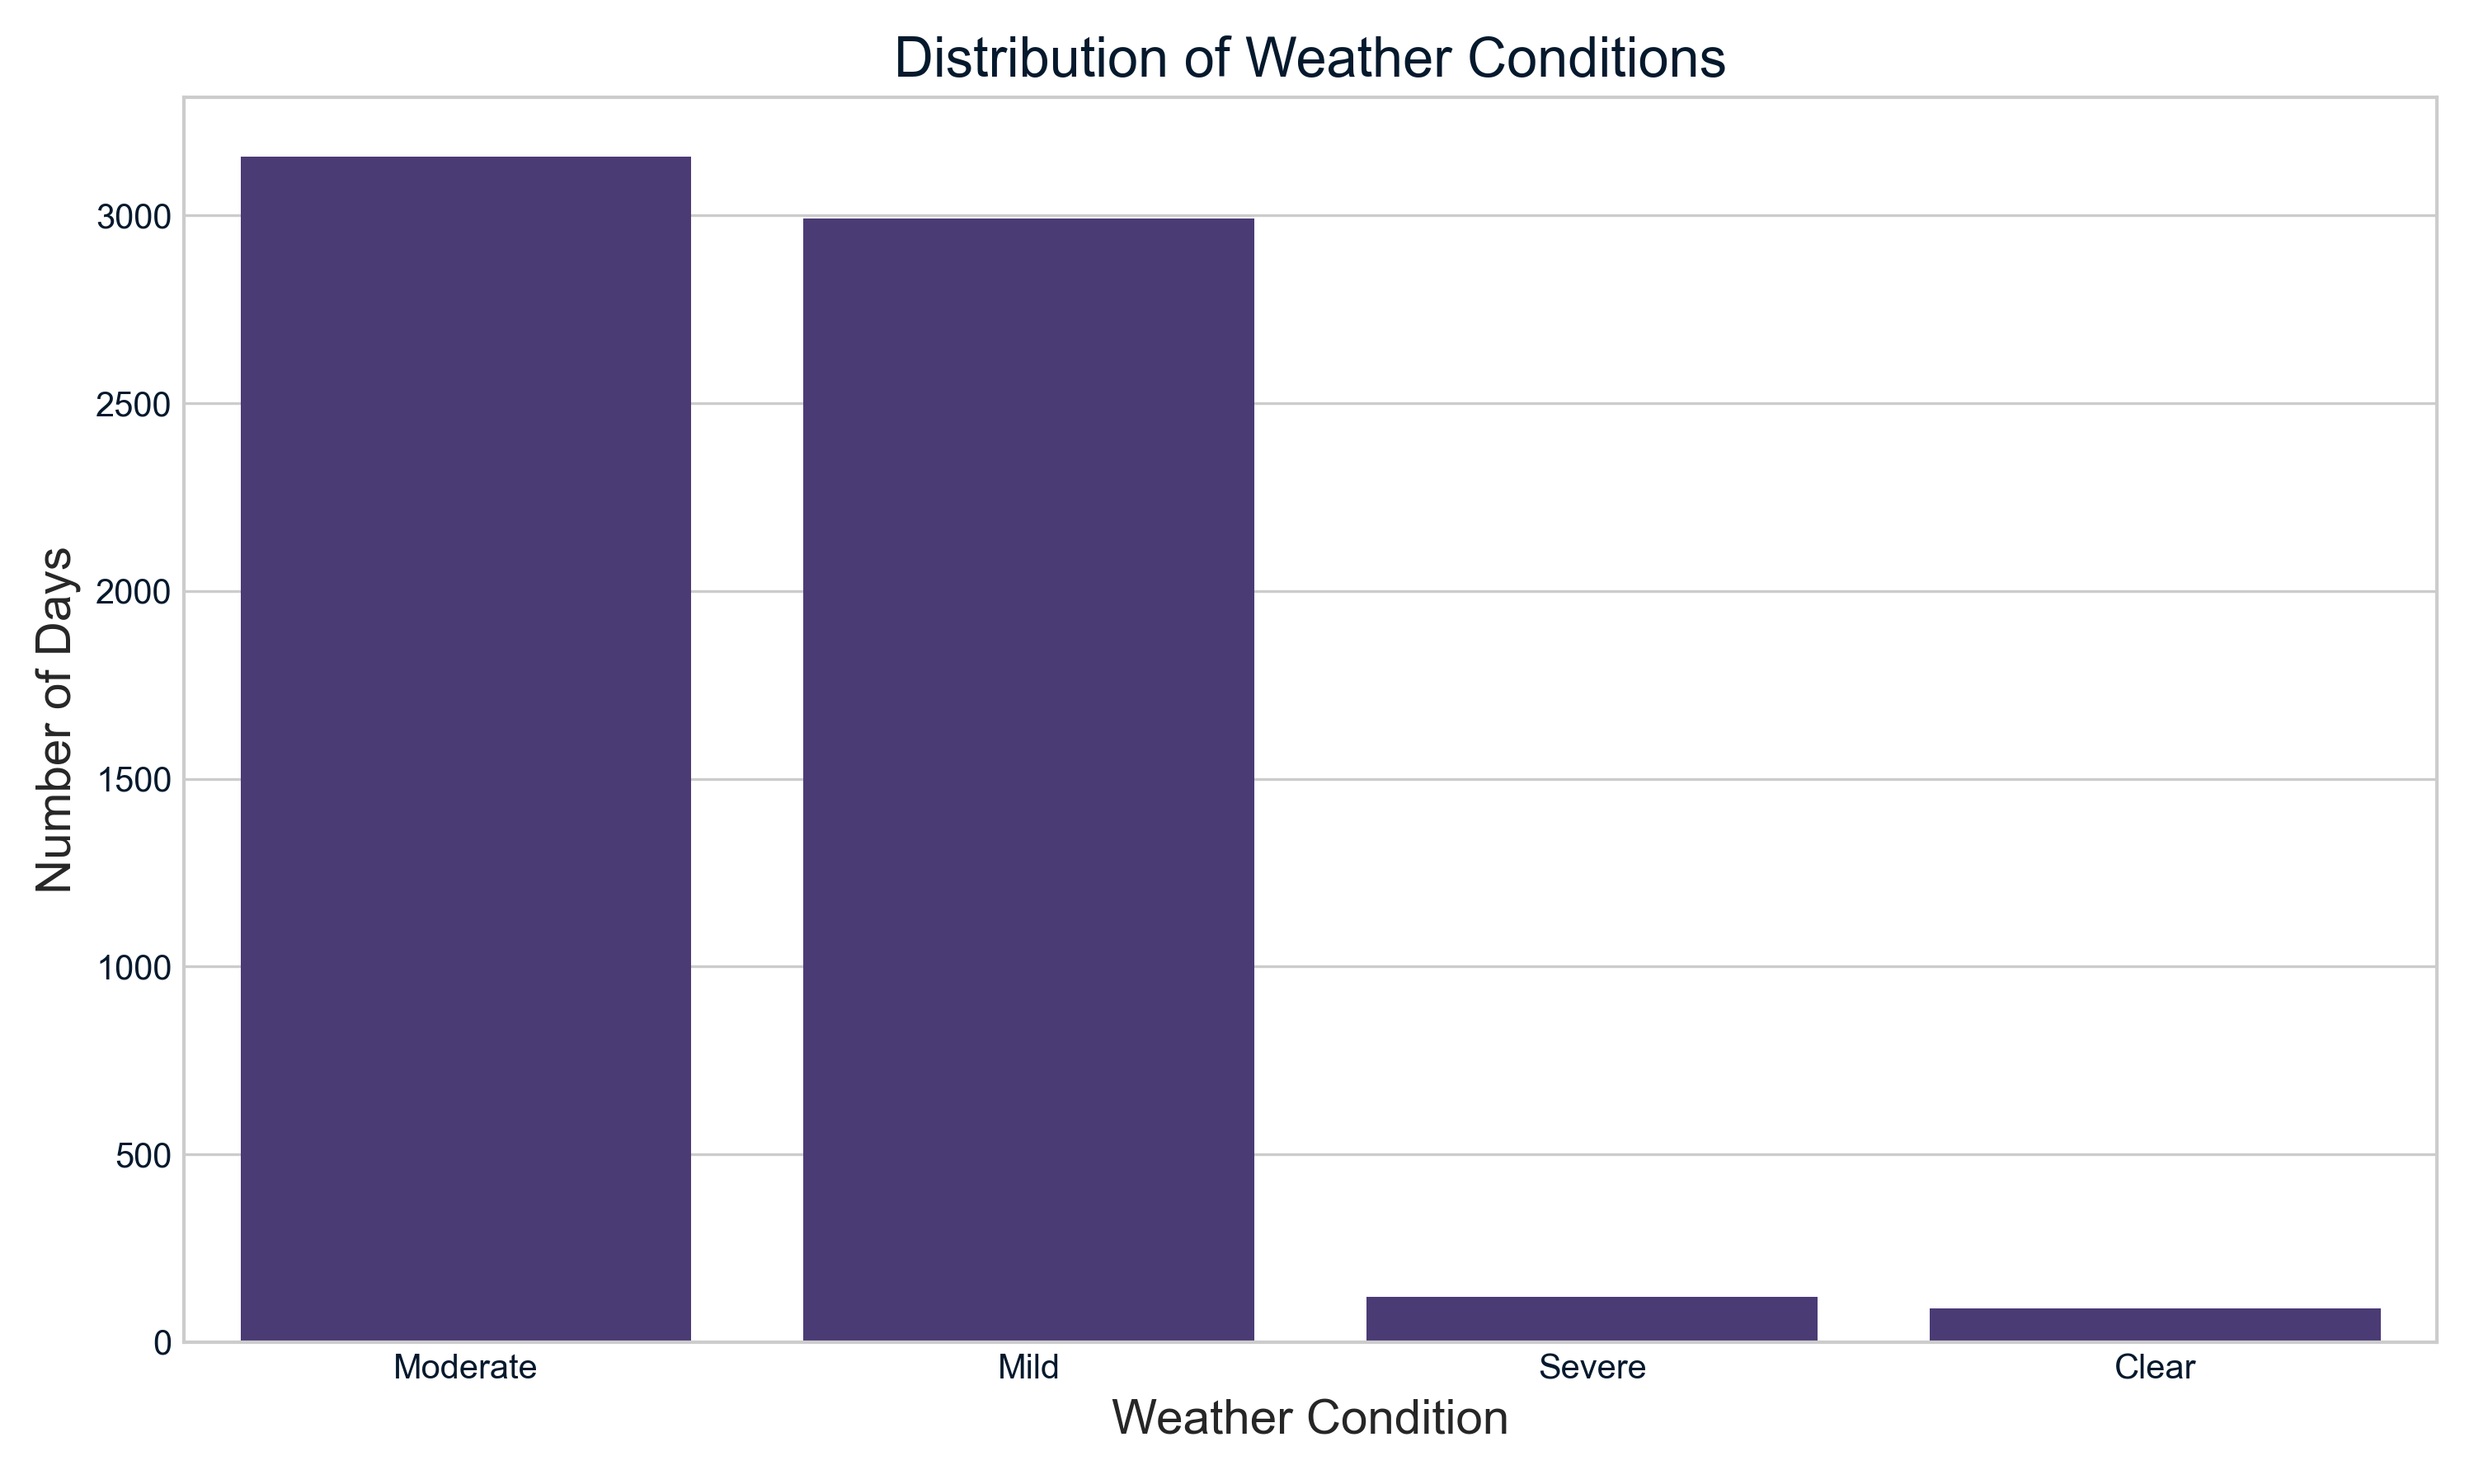 Distribution of Weather Conditions
Number of Days
3000
2500
2000
1500
1000
500
0
Moderate
Mild
Severe
Clear
Weather Condition